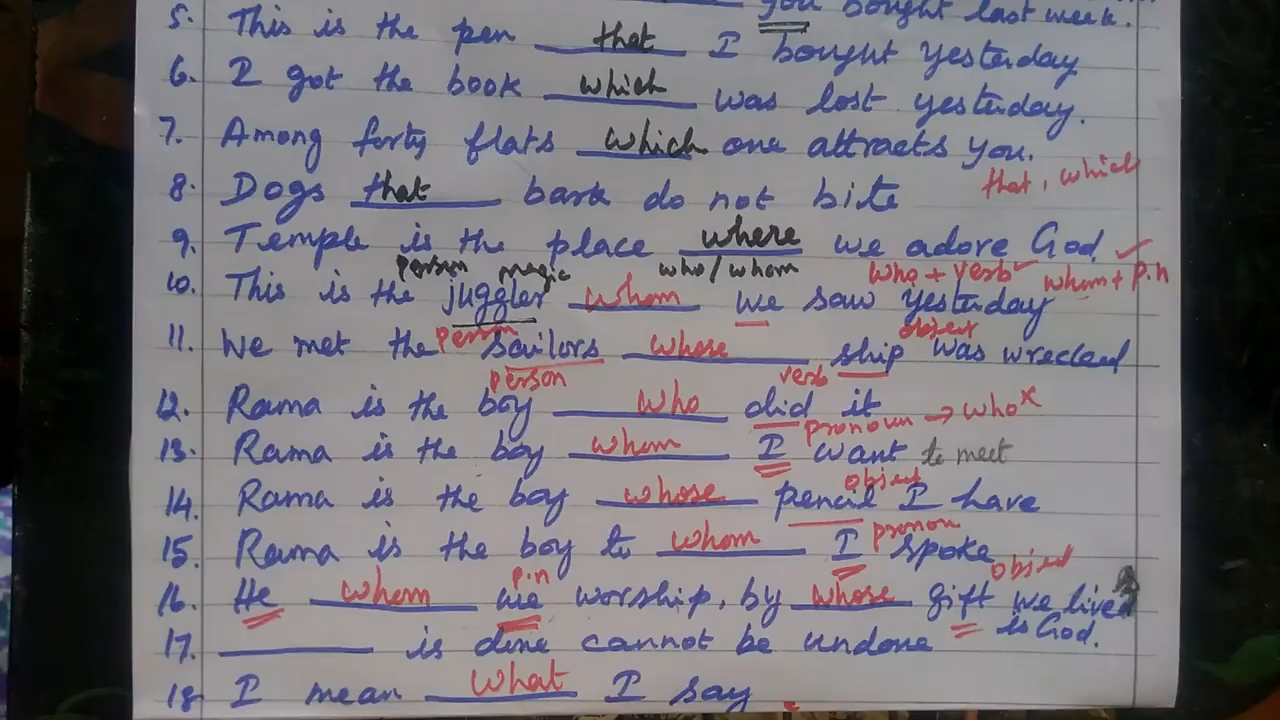 you bought last week.
5. This is the pen that I bought yesterday
6. I got the book which was lost yesterday.
7. Among forty flats which one attracts you.
that, which
8. Dogs that bark do not bite
9. Temple is the place where we adore God ✓
person magic who/whom who + verb whom + p.n
10. This is the juggler whom we saw yesterday
person object
11. We met the sailors whose ship was wrecked
person verb
12. Rama is the boy who did it
pronoun → who x
13. Rama is the boy whom I want to meet
object
14. Rama is the boy whose pencil I have
pronoun
15. Rama is the boy to whom I spoke
p.n object
16. He whom we worship, by whose gift we lived is God.
17. is done cannot be undone
18 I mean what I say